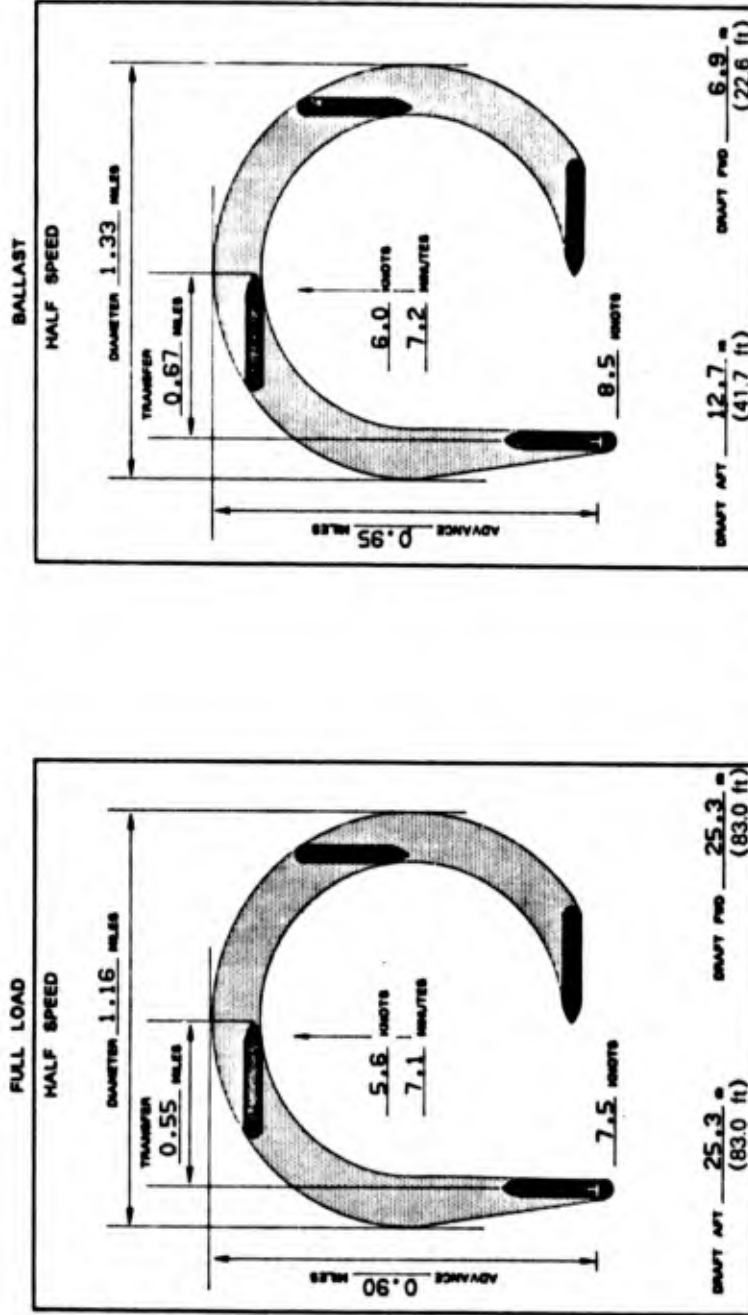 FULL LOAD
HALF SPEED
DIAMETER 1.16 MILES
TRANSFER
0.55 MILES
ADVANCE 0.90 MILES
5.6 KNOTS
7.1 MINUTES
7.5 KNOTS
DRAFT AFT 25.3 m
(83.0 ft)
DRAFT FWD 25.3 m
(83.0 ft)
BALLAST
HALF SPEED
DIAMETER 1.33 MILES
TRANSFER
0.67 MILES
ADVANCE 0.95 MILES
6.0 KNOTS
7.2 MINUTES
8.5 KNOTS
DRAFT AFT 12.7 m
(41.7 ft)
DRAFT FWD 6.9 m
(22.6 ft)